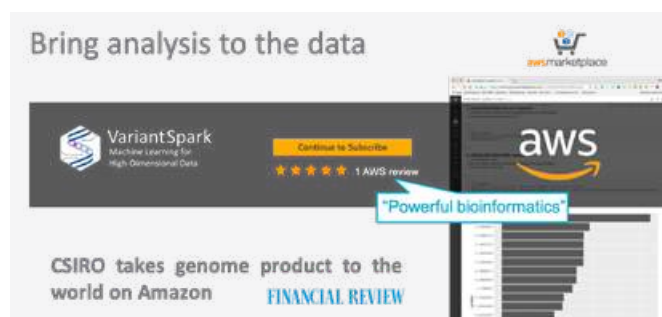 Bring analysis to the data
awsmarketplace
VariantSpark
Machine Learning for
High Dimensional Data
Continue to Subscribe
1 AWS review
aws
"Powerful bioinformatics"
CSIRO takes genome product to the
world on Amazon
FINANCIAL REVIEW